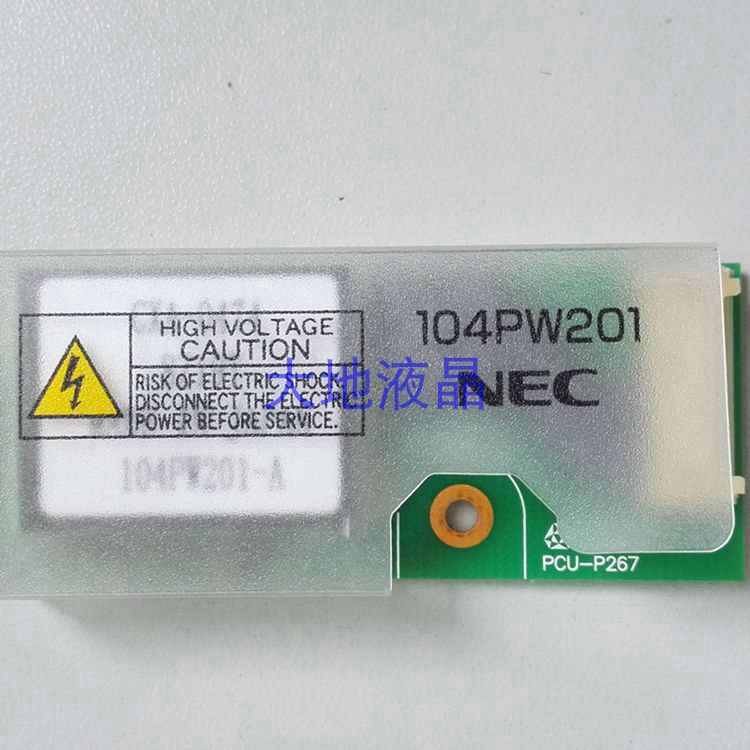 HIGH VOLTAGE
CAUTION
RISK OF ELECTRIC SHOCK
DISCONNECT THE ELECTRIC
POWER BEFORE SERVICE.
104PW201-A
104PW201
NEC
大地液晶
PCU-P267